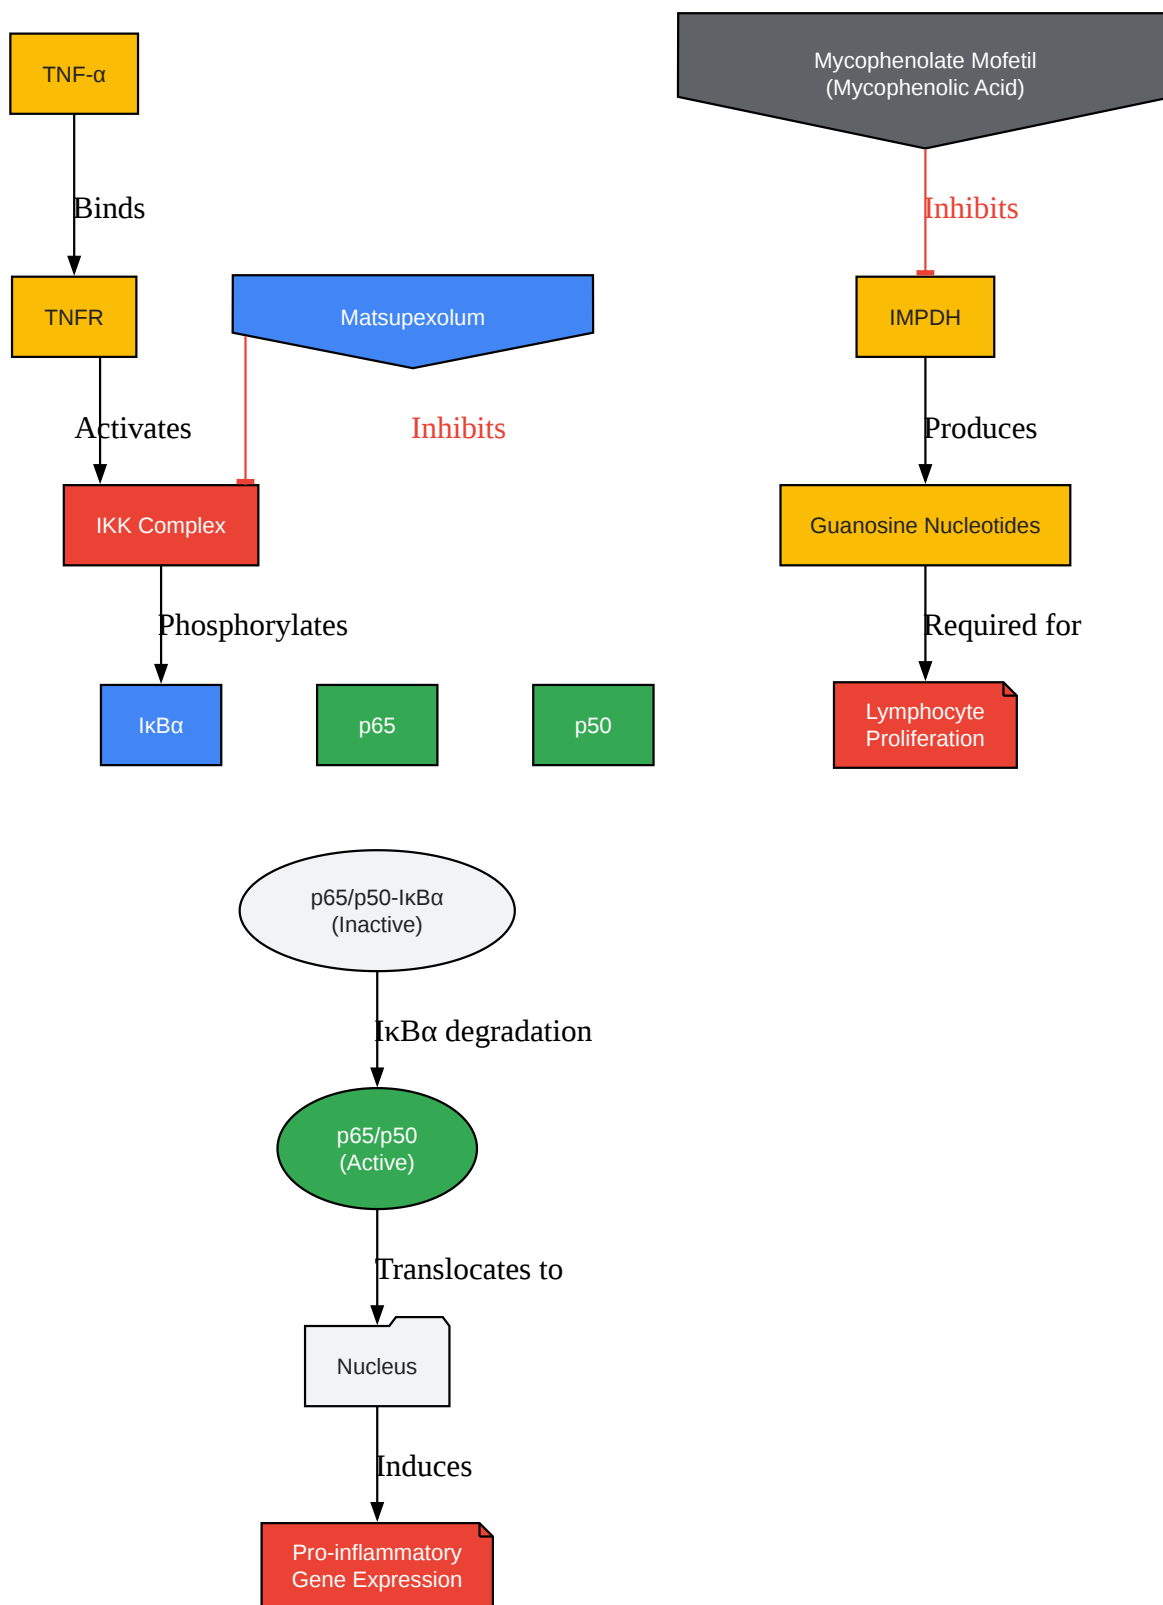 TNF-α
Mycophenolate Mofetil
(Mycophenolic Acid)
Binds
Inhibits
TNFR
Matsupexolum
IMPDH
Activates
Inhibits
Produces
IKK Complex
Guanosine Nucleotides
Phosphorylates
Required for
IκBα
p65
p50
Lymphocyte
Proliferation
p65/p50-IκBα
(Inactive)
IκBα degradation
p65/p50
(Active)
Translocates to
Nucleus
Induces
Pro-inflammatory
Gene Expression